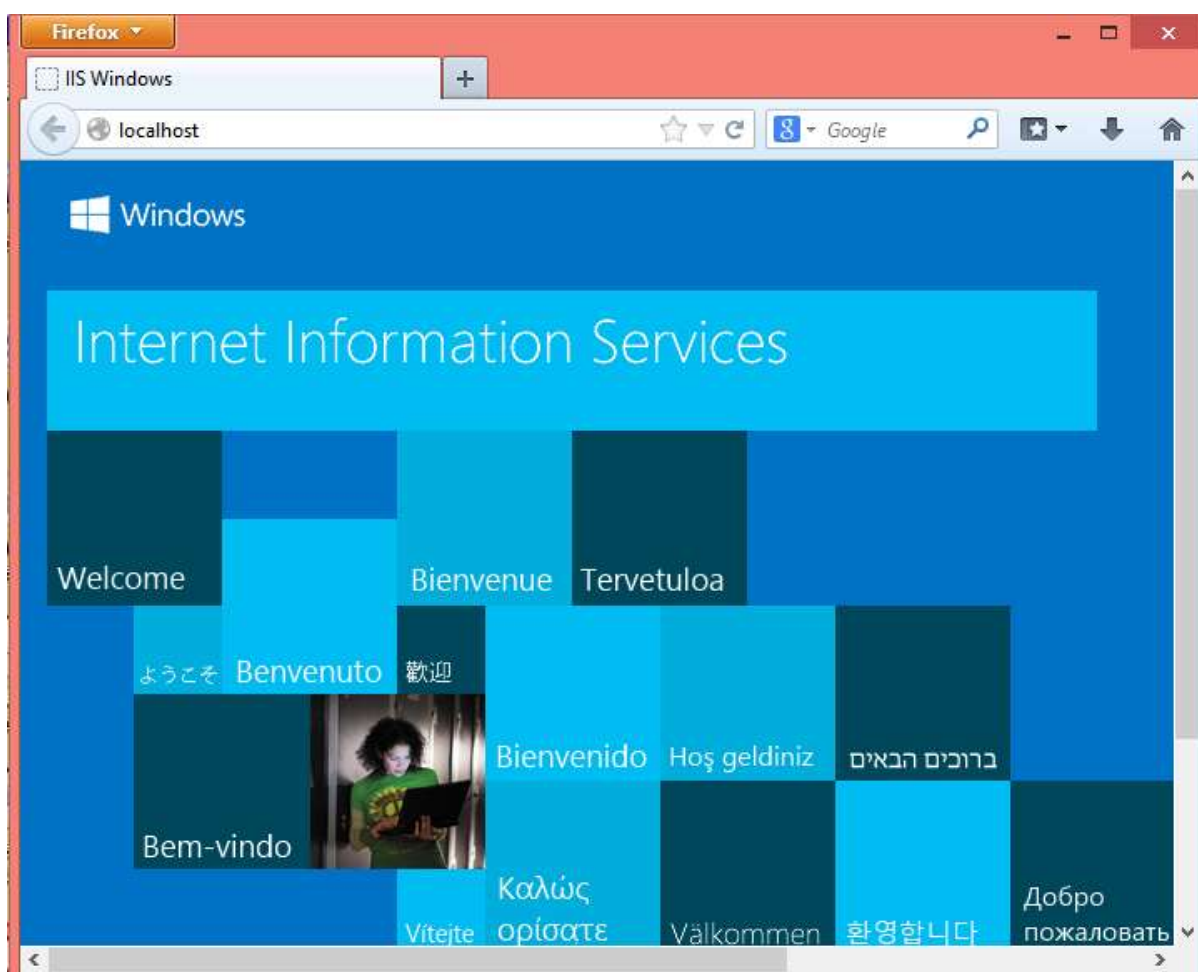 Firefox
IIS Windows
localhost
Google
Windows
Internet Information Services
Welcome
Bienvenue
Tervetuloa
ようこそ
Benvenuto
歡迎
Bienvenido
Hoş geldiniz
ברוכים הבאים
Bem-vindo
Vítejte
Καλώς
ορίσατε
Välkommen
환영합니다
Добро
пожаловать